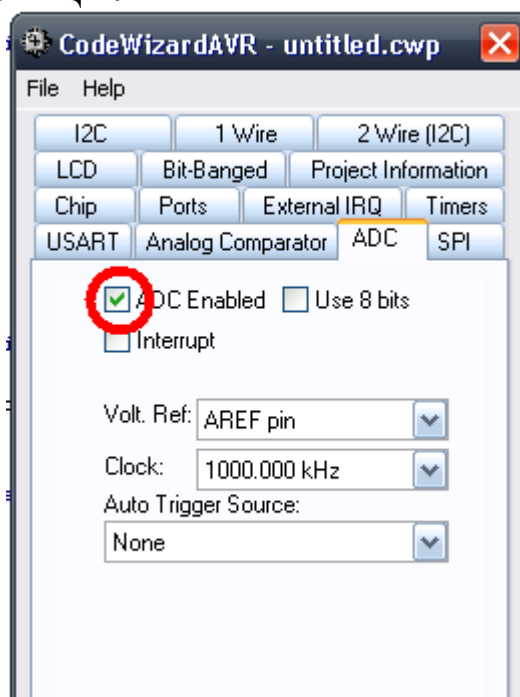 CodeWizardAVR - untitled.cwp
File Help
I2C 1 Wire 2 Wire (I2C)
LCD Bit-Banged Project Information
Chip Ports External IRQ Timers
USART Analog Comparator ADC SPI
ADC Enabled Use 8 bits
Interrupt
Volt. Ref: AREF pin
Clock: 1000.000 kHz
Auto Trigger Source:
None